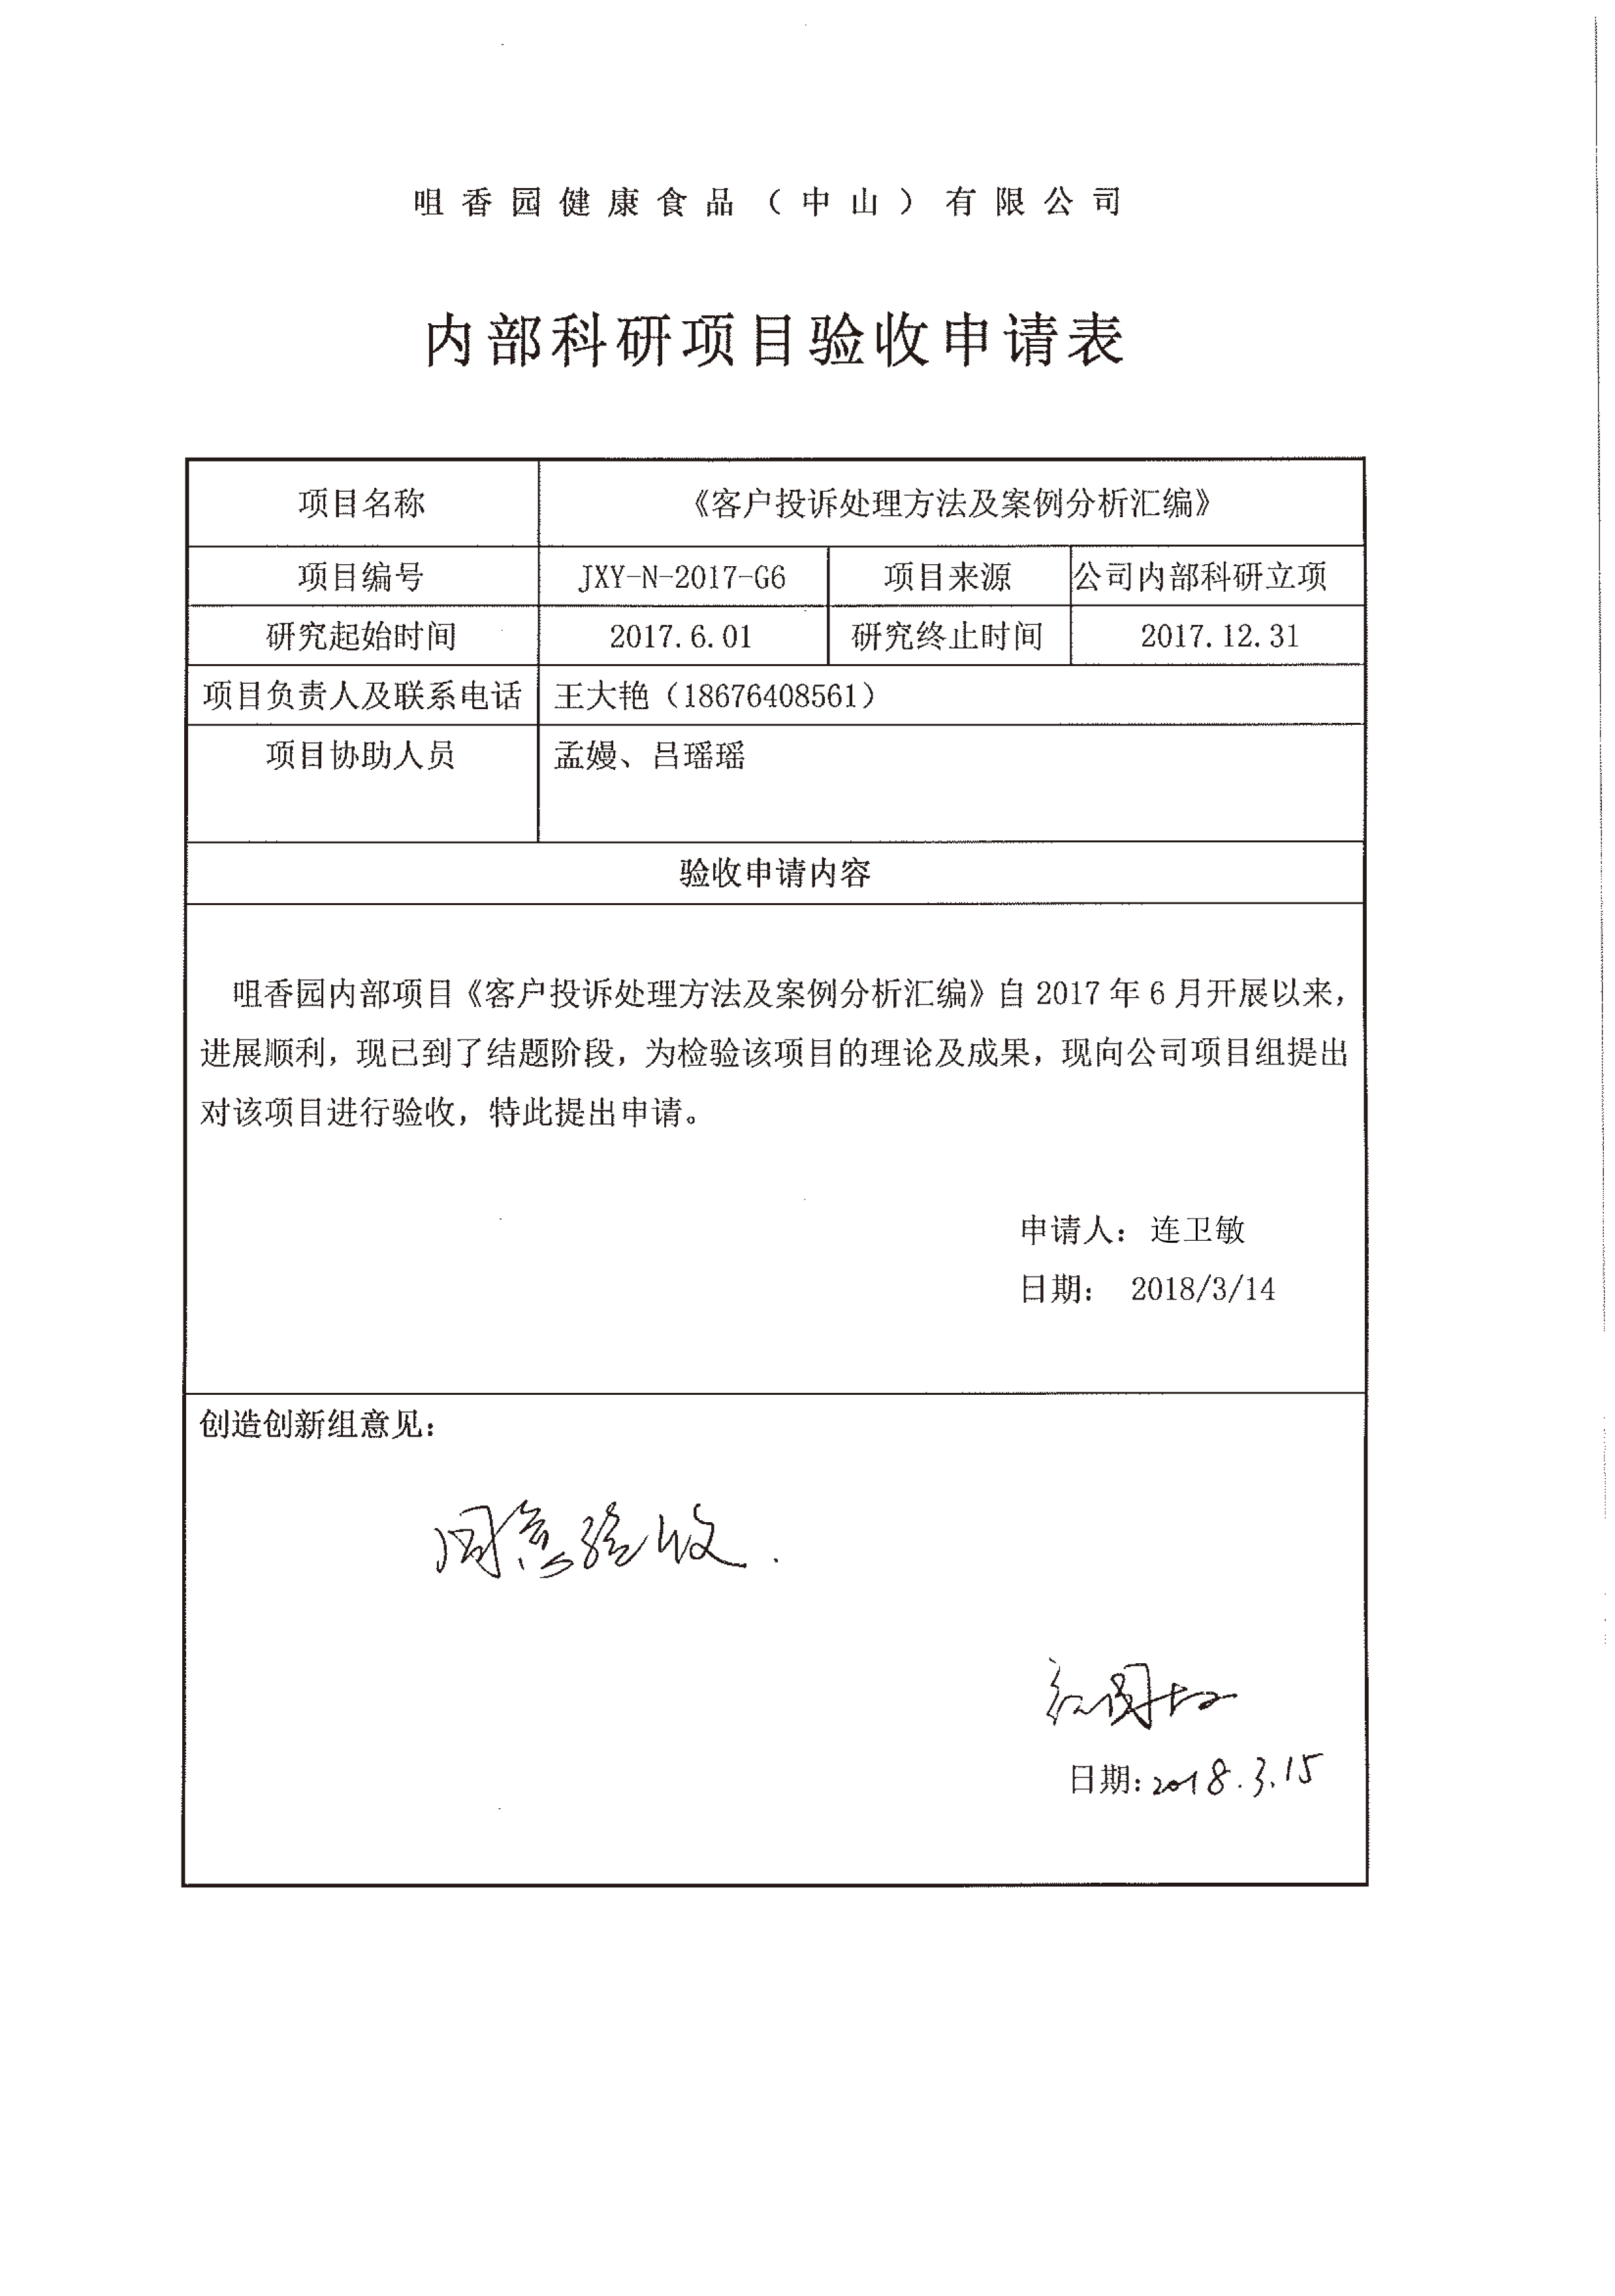 咀香园健康食品（中山）有限公司
内部科研项目验收申请表
项目名称 《客户投诉处理方法及案例分析汇编》
项目编号 JXY-N-2017-G6 项目来源 公司内部科研立项
研究起始时间 2017.6.01 研究终止时间 2017.12.31
项目负责人及联系电话 王大艳（18676408561）
项目协助人员 孟嫚、吕瑶瑶
验收申请内容
咀香园内部项目《客户投诉处理方法及案例分析汇编》自 2017 年 6 月开展以来，
进展顺利，现已到了结题阶段，为检验该项目的理论及成果，现向公司项目组提出
对该项目进行验收，特此提出申请。
申请人： 连卫敏
日期： 2018/3/14
创造创新组意见：
同意验收.
日期:2018.3.15